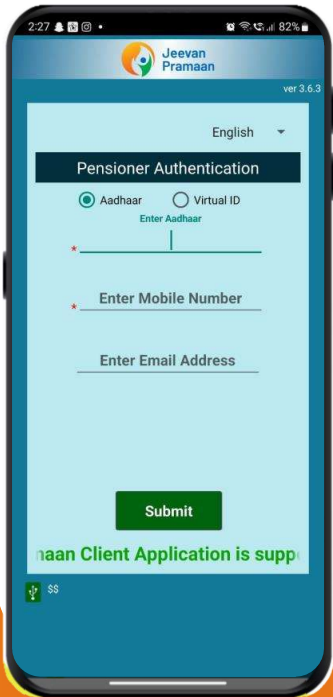 2:27 82%
Jeevan
Pramaan
ver 3.6.3
English
Pensioner Authentication
Aadhaar Virtual ID
Enter Aadhaar
*
* Enter Mobile Number
Enter Email Address
Submit
naan Client Application is supp
$$